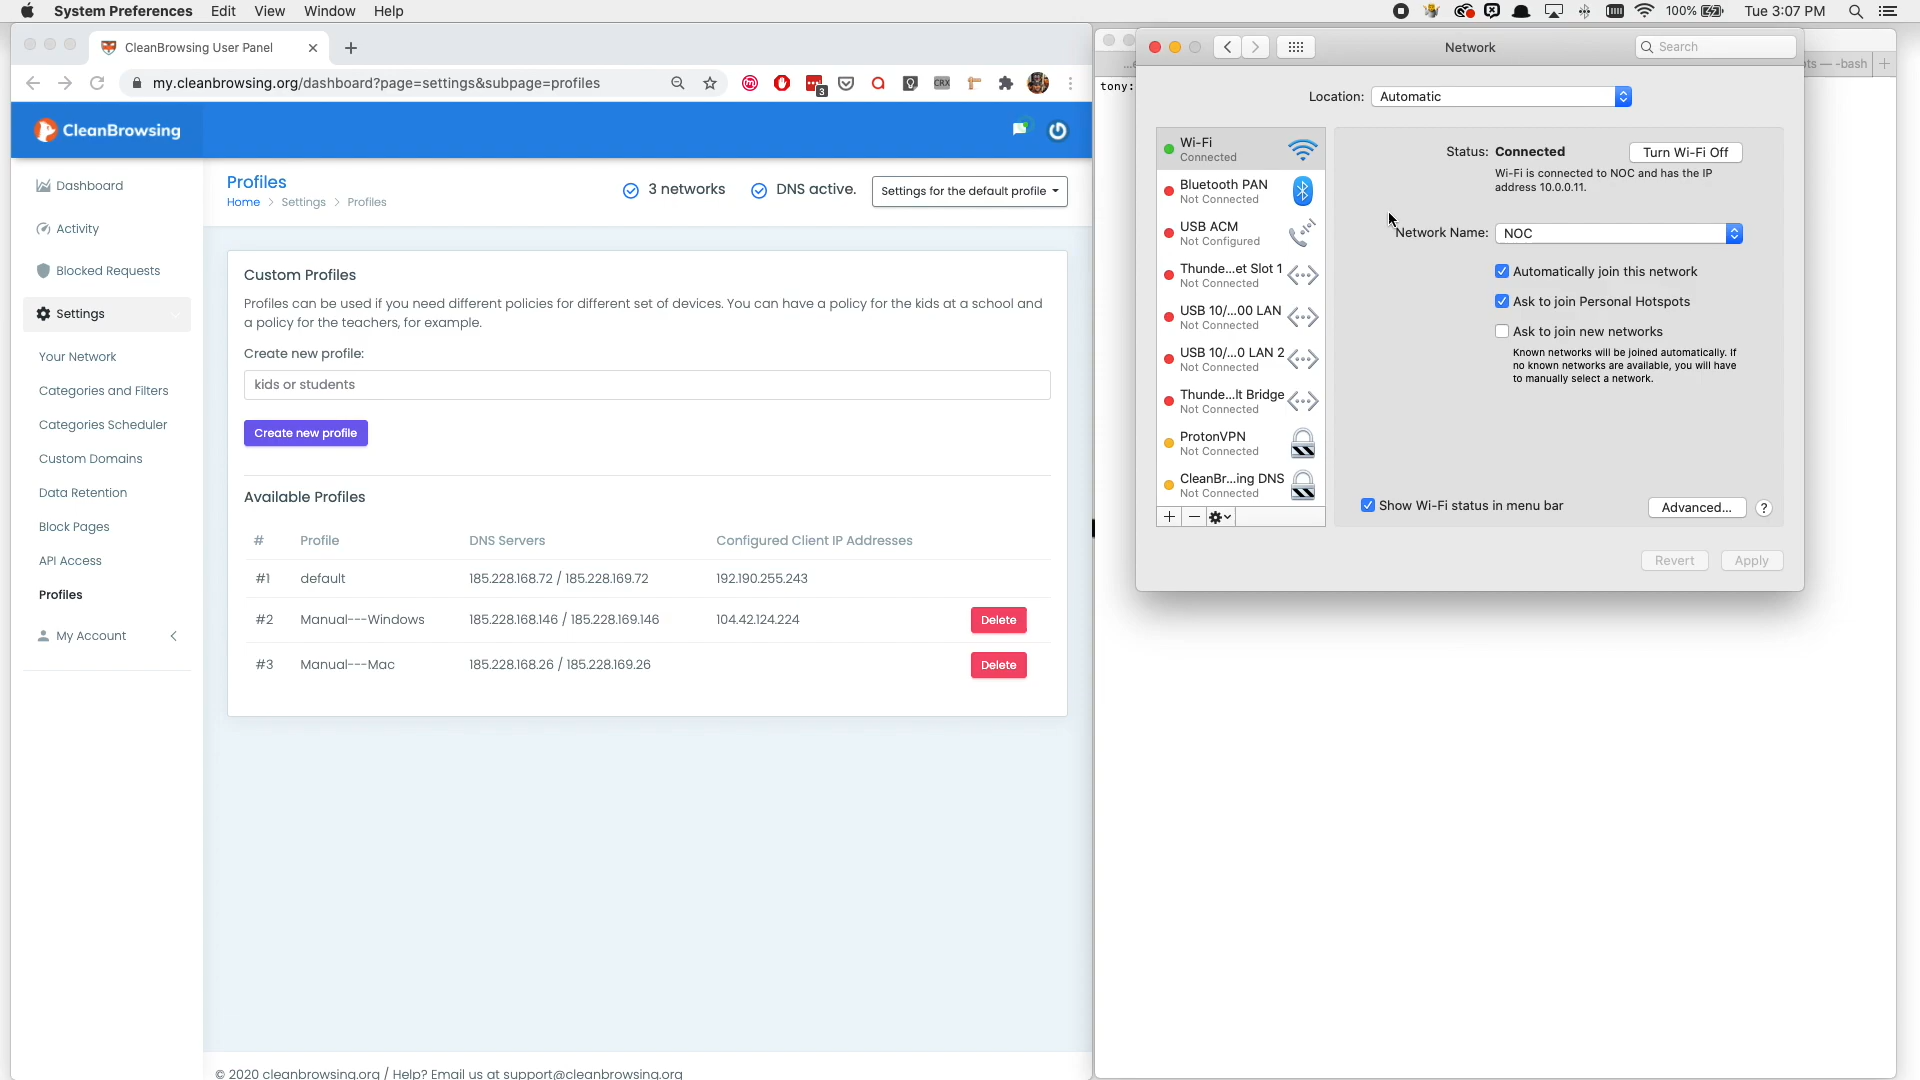 System Preferences Edit View Window Help
100% Tue 3:07 PM
CleanBrowsing User Panel
my.cleanbrowsing.org/dashboard?page=settings&subpage=profiles
3
CRX
CleanBrowsing
Dashboard
Activity
Blocked Requests
Settings
Your Network
Categories and Filters
Categories Scheduler
Custom Domains
Data Retention
Block Pages
API Access
Profiles
My Account
Profiles
Home > Settings > Profiles
3 networks
DNS active.
Settings for the default profile
Custom Profiles
Profiles can be used if you need different policies for different set of devices. You can have a policy for the kids at a school and
a policy for the teachers, for example.
Create new profile:
kids or students
Create new profile
Available Profiles
# Profile DNS Servers Configured Client IP Addresses
#1 default 185.228.168.72 / 185.228.169.72 192.190.255.243
#2 Manual---Windows 185.228.168.146 / 185.228.169.146 104.42.124.224 Delete
#3 Manual---Mac 185.228.168.26 / 185.228.169.26 Delete
© 2020 cleanbrowsing.org / Help? Email us at support@cleanbrowsing.org
...e
ts — -bash
tony:
Network
Search
Location: Automatic
Wi-Fi
Connected
Bluetooth PAN
Not Connected
USB ACM
Not Configured
Thunde...et Slot 1
Not Connected
USB 10/...00 LAN
Not Connected
USB 10/...0 LAN 2
Not Connected
Thunde...lt Bridge
Not Connected
ProtonVPN
Not Connected
CleanBr...ing DNS
Not Connected
Status: Connected
Turn Wi-Fi Off
Wi-Fi is connected to NOC and has the IP
address 10.0.0.11.
Network Name: NOC
Automatically join this network
Ask to join Personal Hotspots
Ask to join new networks
Known networks will be joined automatically. If
no known networks are available, you will have
to manually select a network.
Show Wi-Fi status in menu bar
Advanced...
?
Revert
Apply